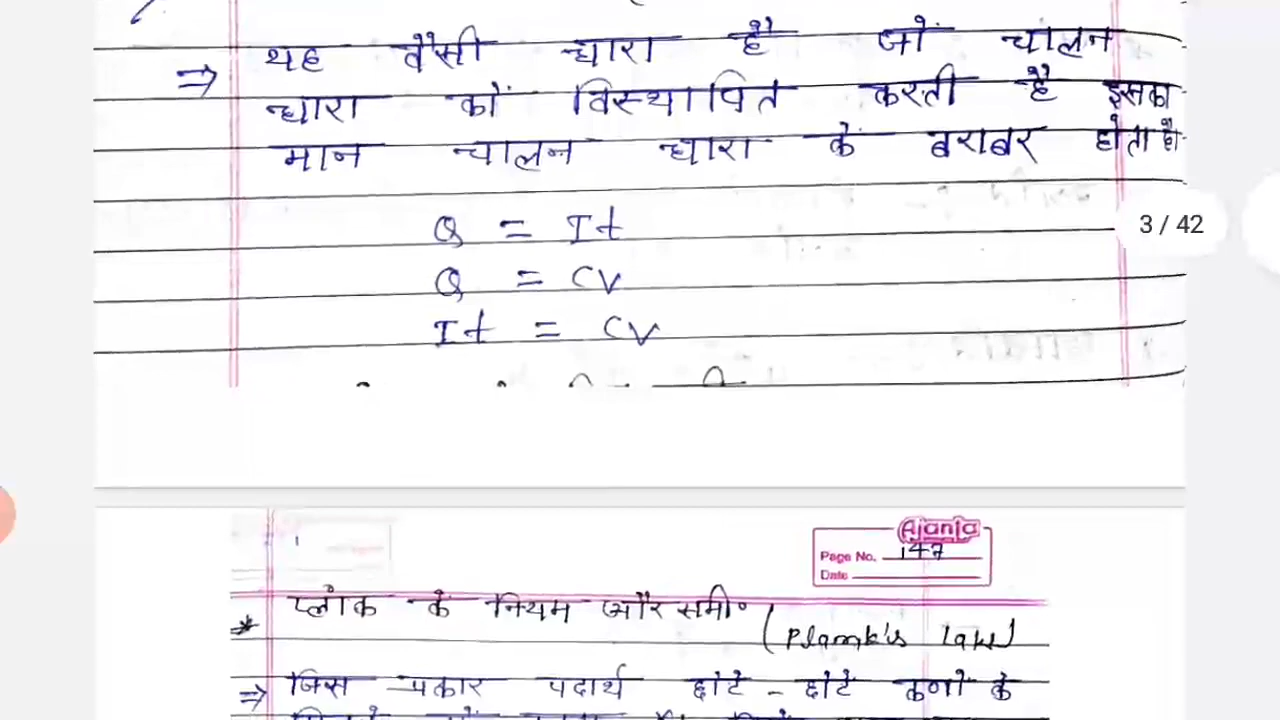 ⇒ यह वैसी धारा है जो चालन
धारा को विस्थापित करती है इसका
मान चालन धारा के बराबर होता है।
Q = It
Q = CV
It = CV
3 / 42
Ajanta
Page No. 147
Date
* प्लांक के नियम और समी० (Plamk's law)
⇒ जिस प्रकार पदार्थ छोटे - छोटे कणों के